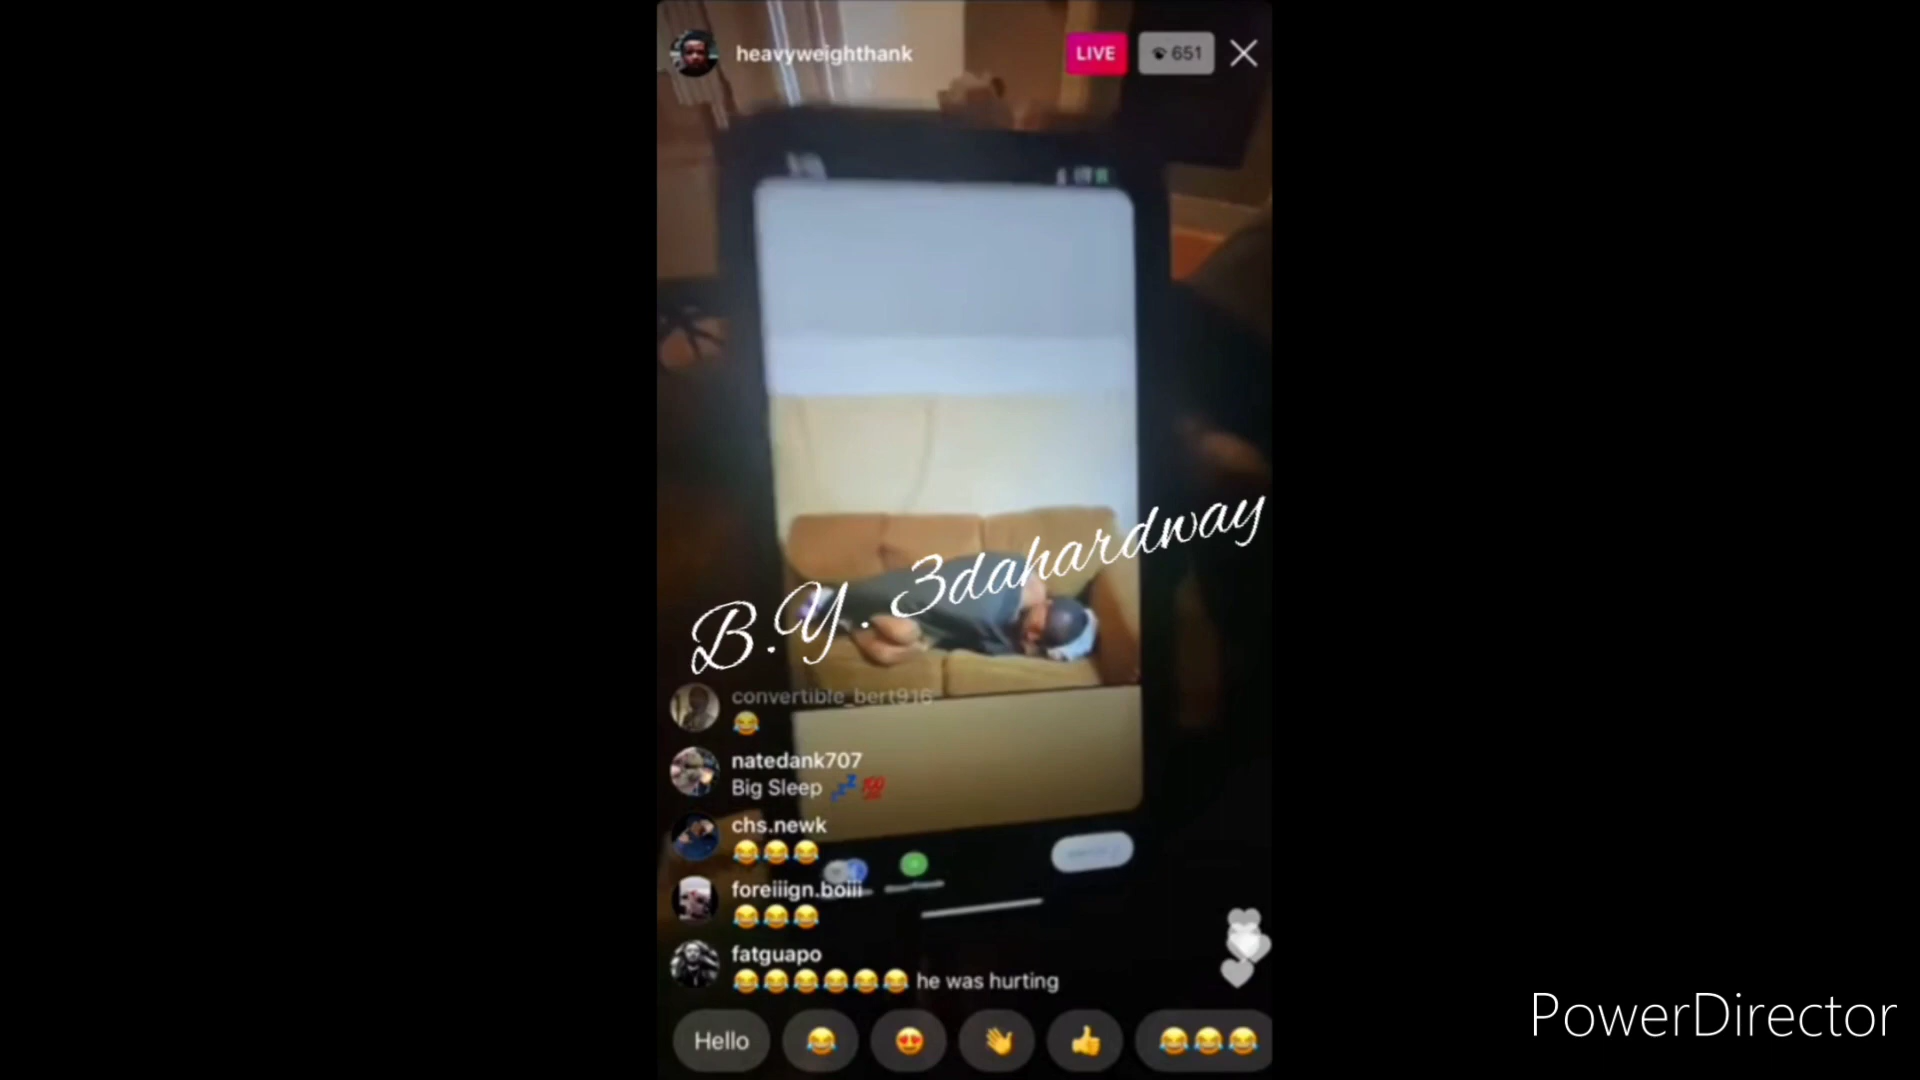 heavyweighthank
LIVE
651
B.Y. 3dahardway
convertible_bert916
😂
natedank707
Big Sleep 💤💯
chs.newk
😂😂😂
foreiiign.boiii
😂😂😂
fatguapo
😂😂😂😂😂😂 he was hurting
Hello 😂 😍 👋 👍 😂😂😂
PowerDirector